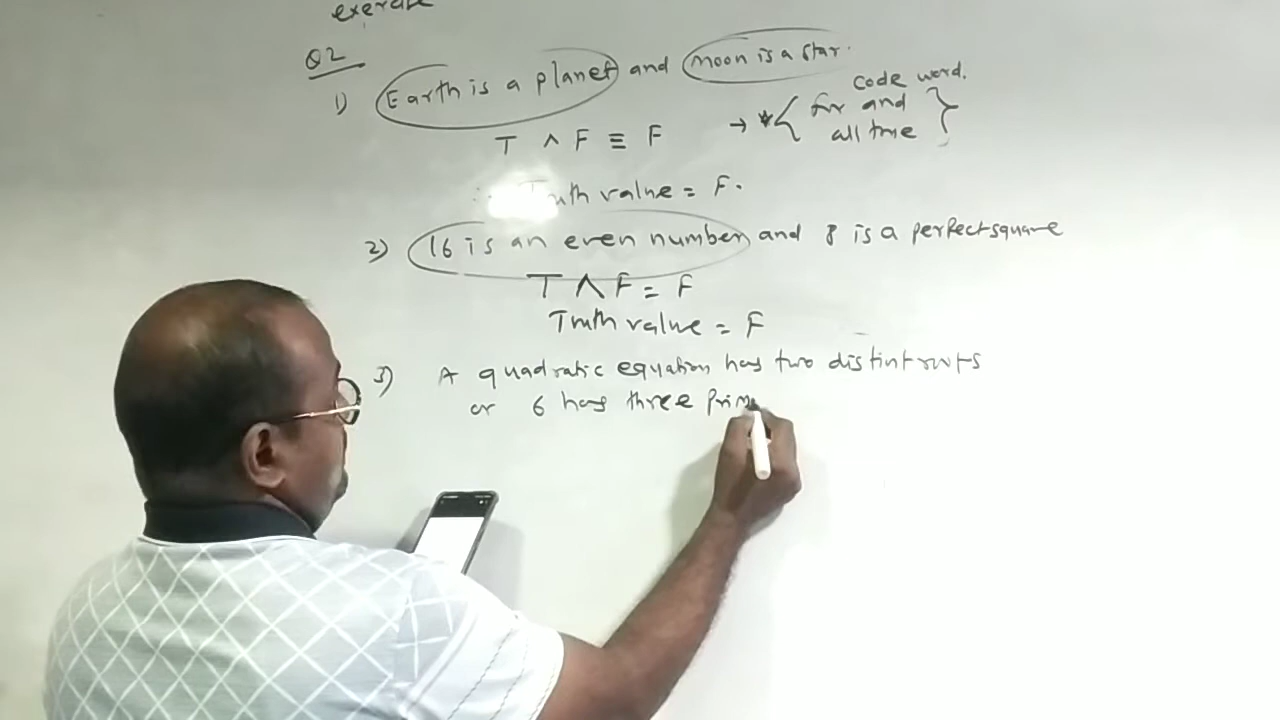 exercise
Q2
1) Earth is a planet and moon is a star.
T ∧ F ≡ F
→ * { for and all true }
code word.
∴ Truth value = F.
2) 16 is an even number and 8 is a perfect square
T ∧ F = F
Truth value = F
3) A quadratic equation has two distint roots
or 6 has three prim